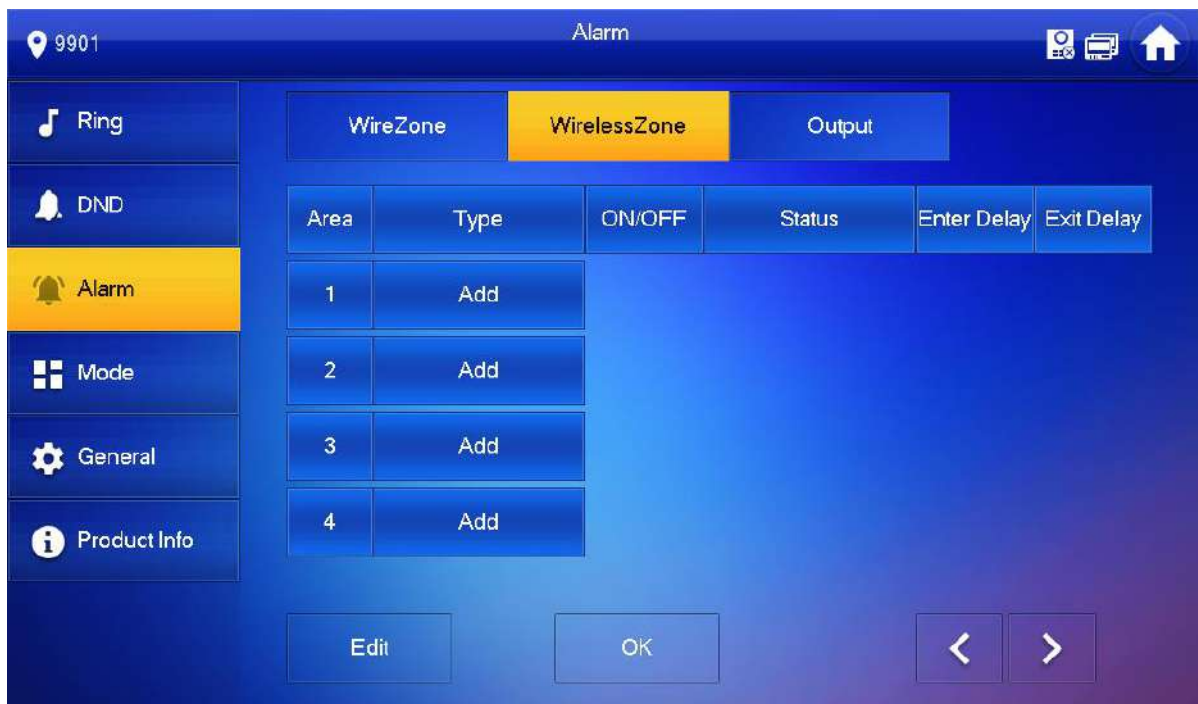 9901
Alarm
Ring
DND
Alarm
Mode
General
Product Info
WireZone WirelessZone Output
Area Type ON/OFF Status Enter Delay Exit Delay
1 Add
2 Add
3 Add
4 Add
Edit OK < >